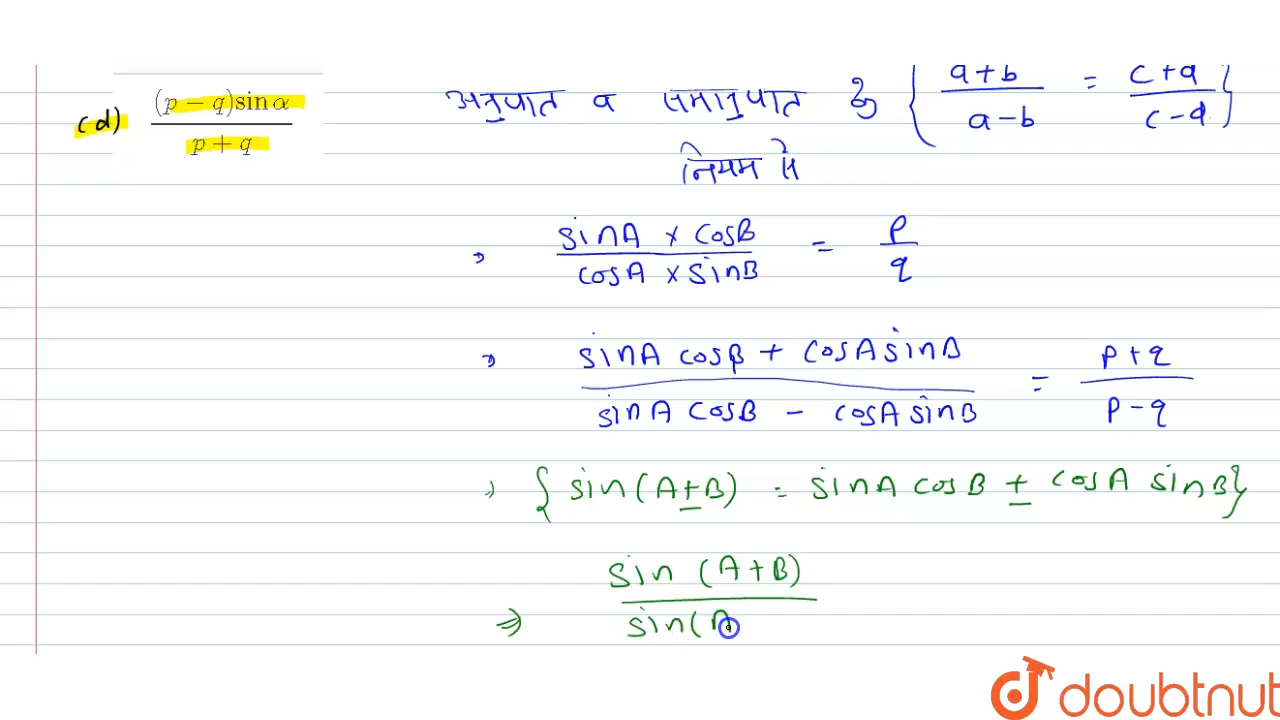 (d) (p − q)sin α / p + q
अनुपात व समानुपात के { a+b / a−b = c+d / c−d }
नियम से
⇒ sinA × cosB / cosA × sinB = P / q
⇒ sinA cosB + cosA sinB / sinA cosB − cosA sinB = P+q / P−q
⇒ { sin(A±B) = sinA cosB ± cosA sinB}
⇒ sin (A+B) / sin(A
doubtnut